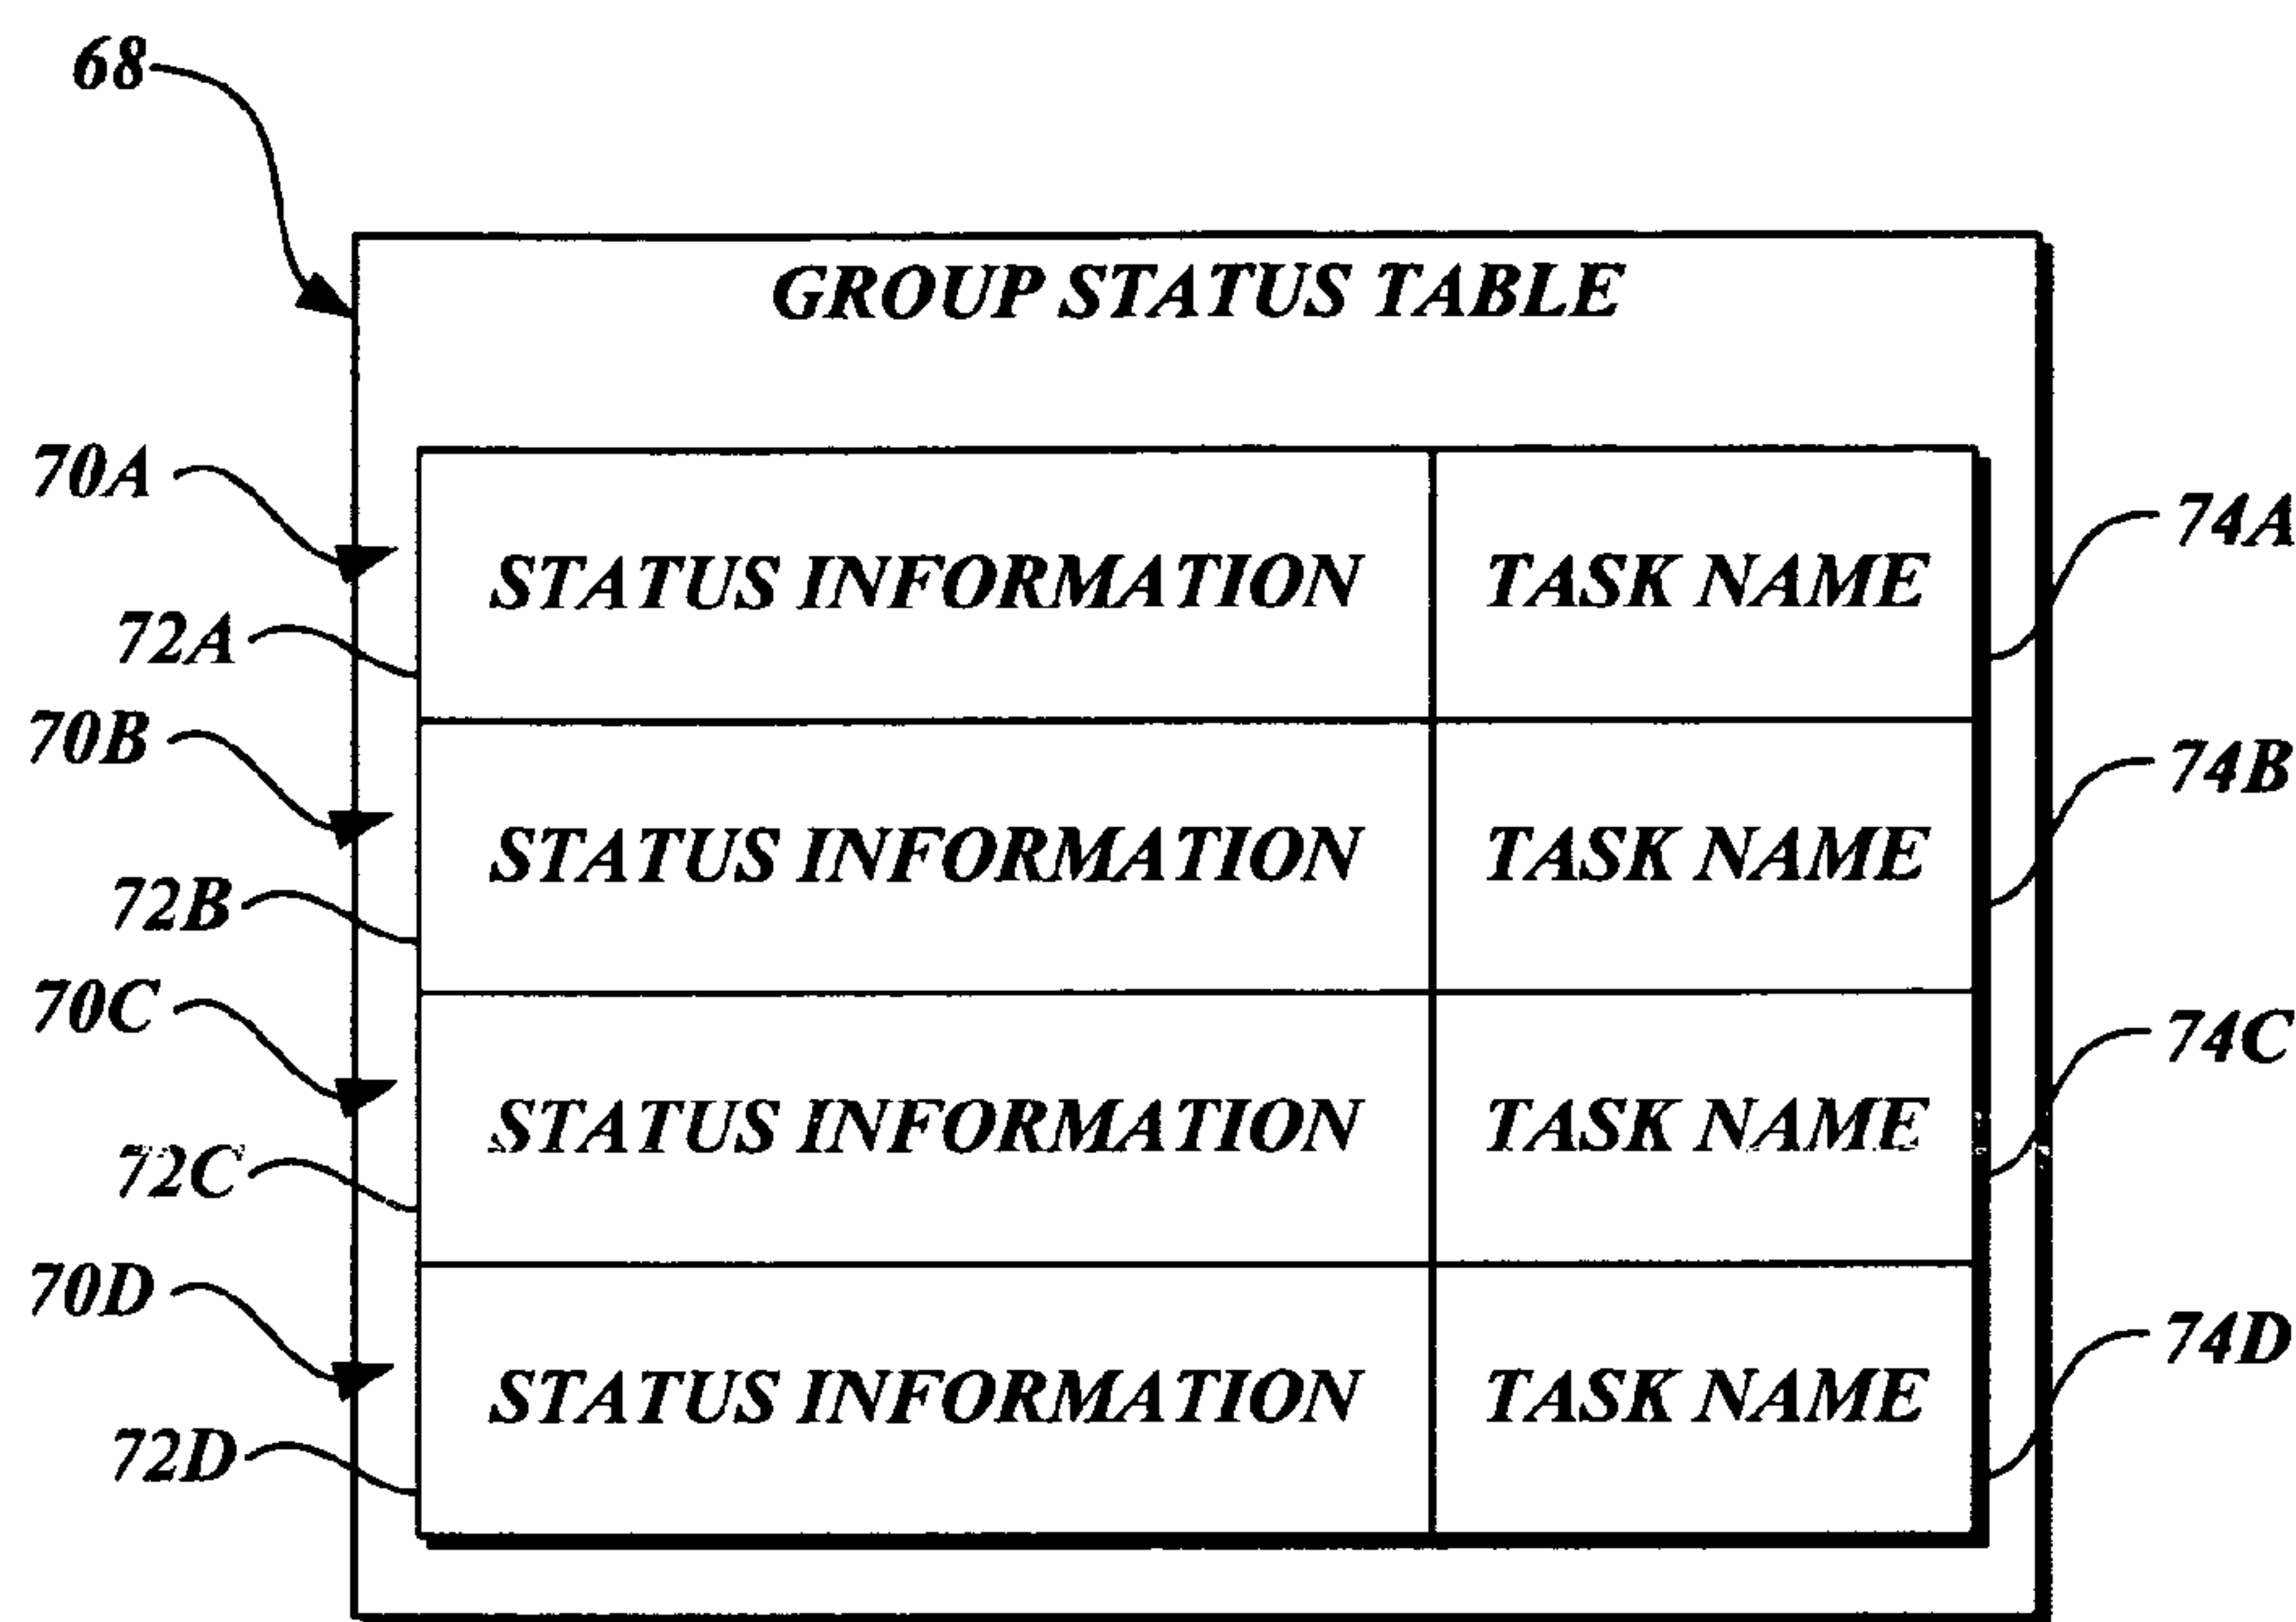 68
GROUP STATUS TABLE
70A
STATUS INFORMATION TASK NAME
74A
72A
70B
STATUS INFORMATION TASK NAME
74B
72B
70C
STATUS INFORMATION TASK NAME
74C
72C
70D
STATUS INFORMATION TASK NAME
74D
72D